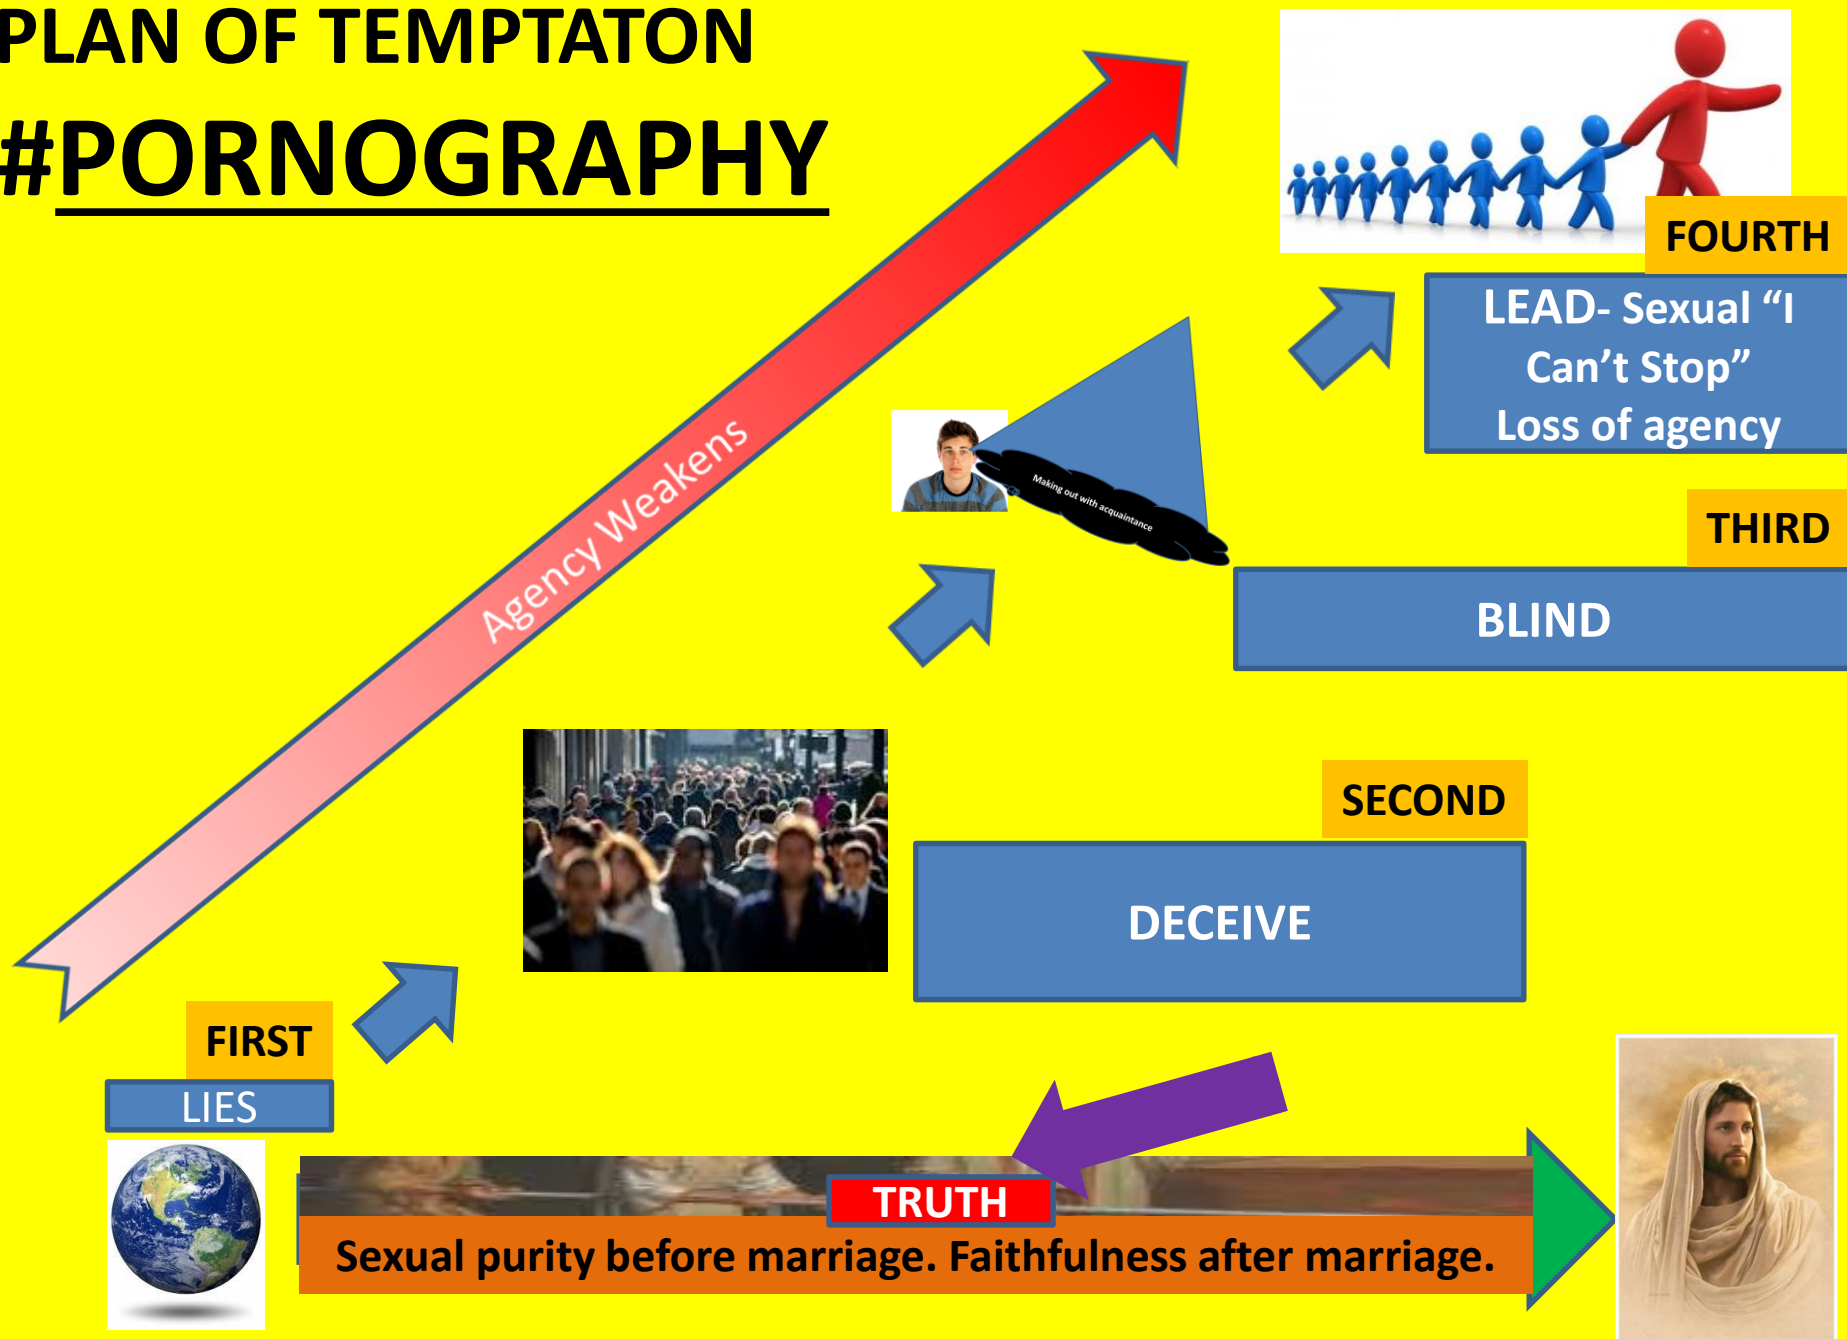 PLAN OF TEMPTATON
#PORNOGRAPHY
FOURTH
LEAD- Sexual “I
Can’t Stop”
Loss of agency
Agency Weakens
Making out with acquaintance
THIRD
BLIND
SECOND
DECEIVE
FIRST
LIES
TRUTH
Sexual purity before marriage. Faithfulness after marriage.